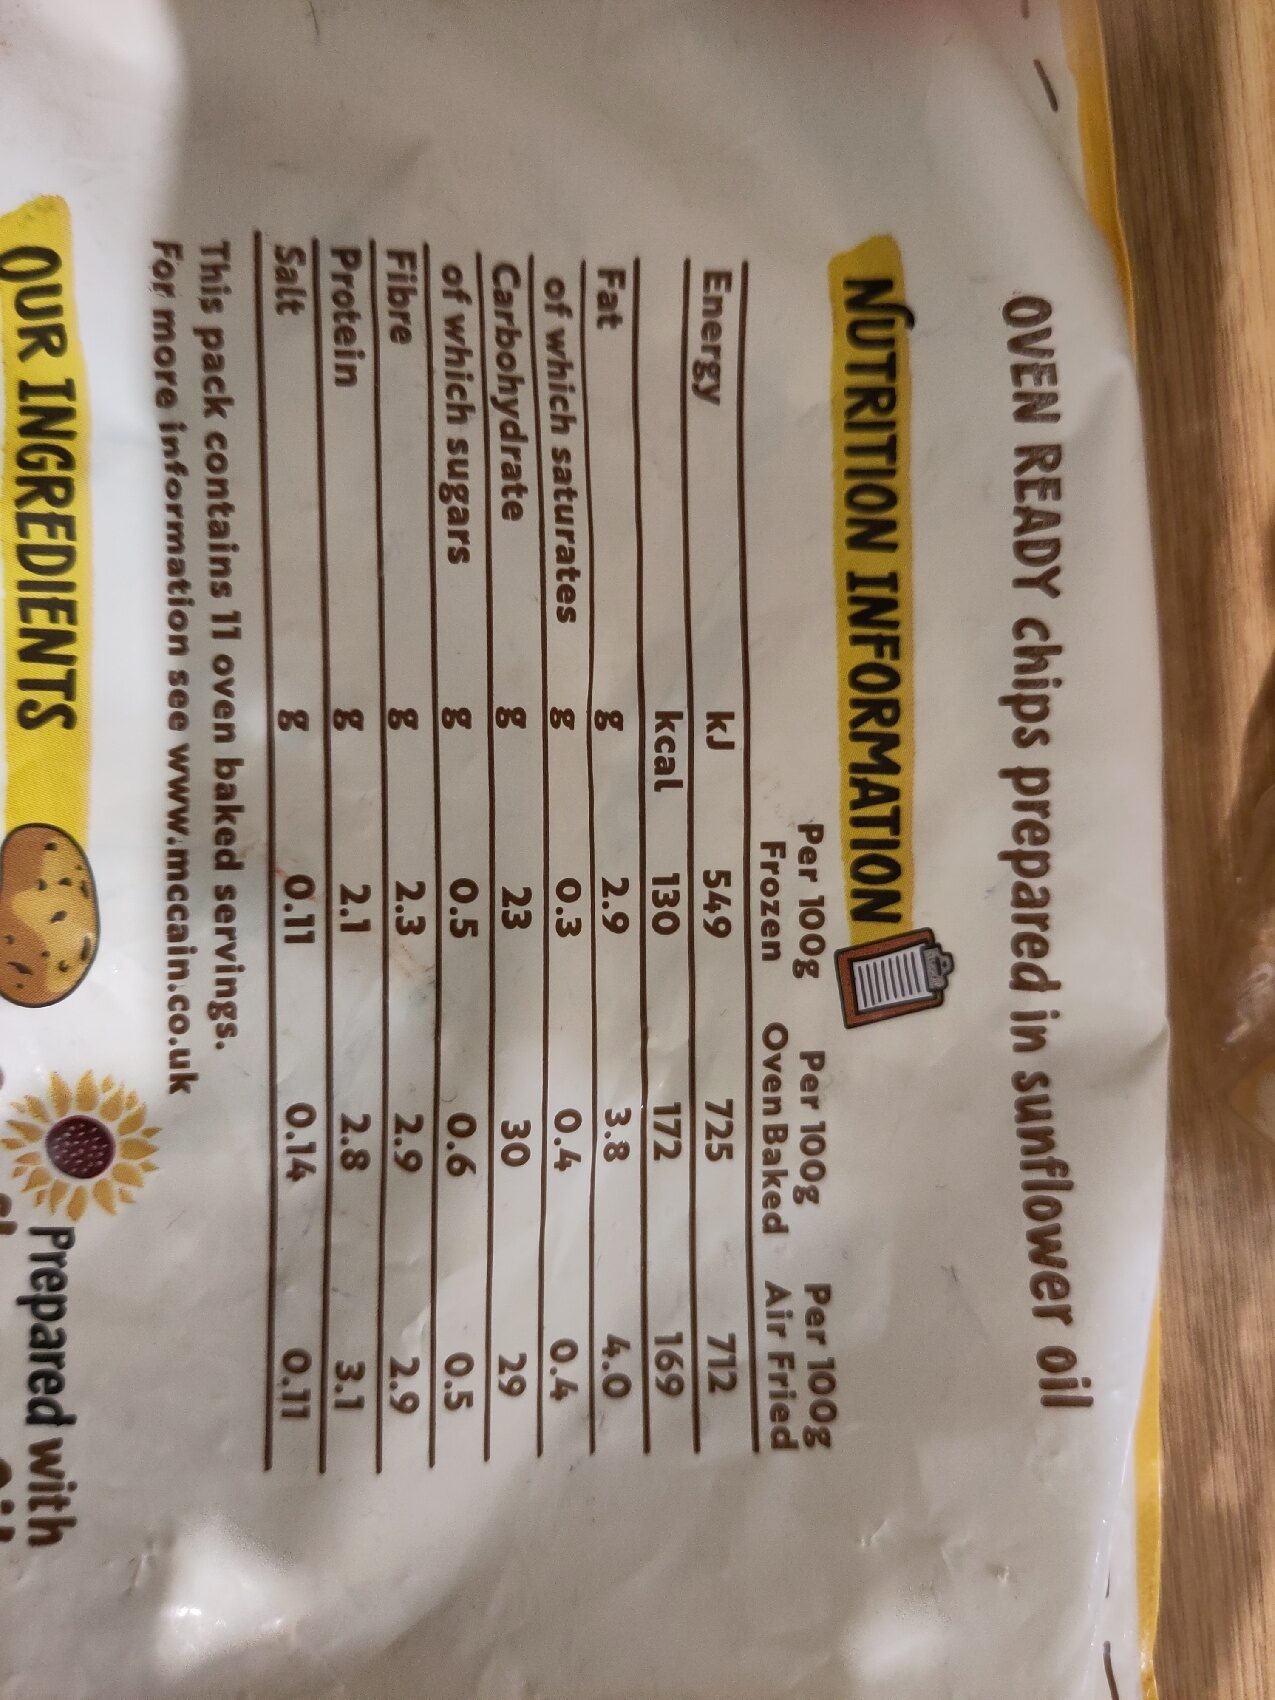 OVEN READY chips prepared in sunflower oil
NUTRITION INFORMATION
Per 100g Per 100g Per 100g
Frozen Oven Baked Air Fried
Energy kJ 549 725 712
kcal 130 172 169
Fat g 2.9 3.8 4.0
of which saturates g 0.3 0.4 0.4
Carbohydrate g 23 30 29
of which sugars g 0.5 0.6 0.5
Fibre g 2.3 2.9 2.9
Protein g 2.1 2.8 3.1
Salt g 0.11 0.14 0.11
This pack contains 11 oven baked servings.
For more information see www.mccain.co.uk
OUR INGREDIENTS
Prepared with